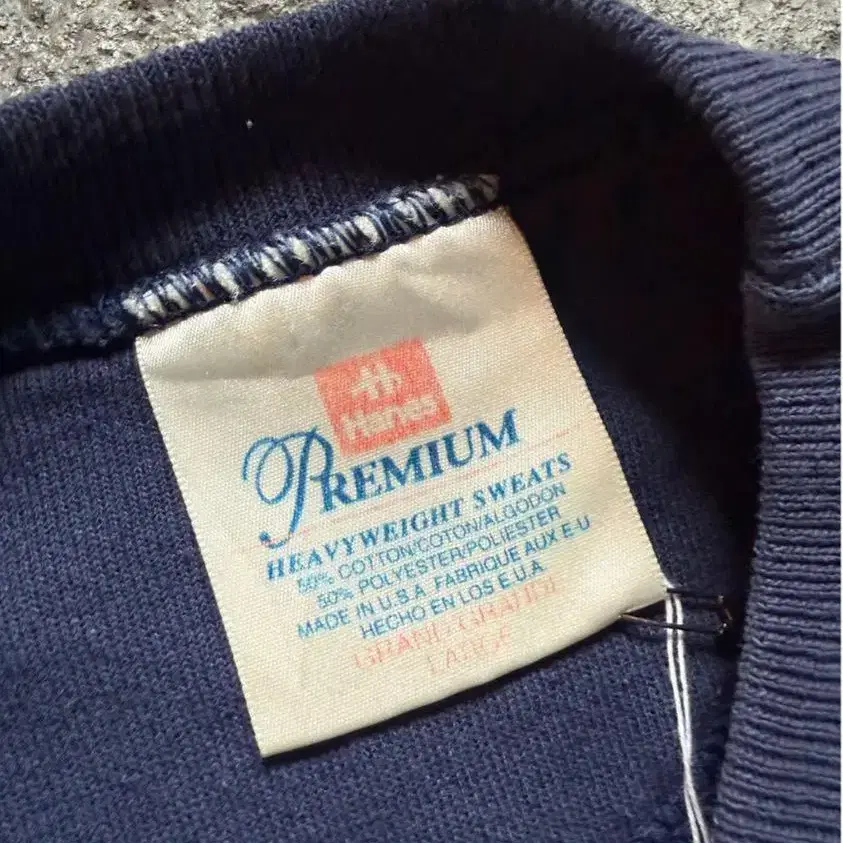 Hanes
PREMIUM
HEAVYWEIGHT SWEATS
50% COTTON/COTON/ALGODON
50% POLYESTER/POLIESTER
MADE IN U.S.A. FABRIQUE AUX E-U
HECHO EN LOS E.U.A.
GRAND.GRANDE
LARGE